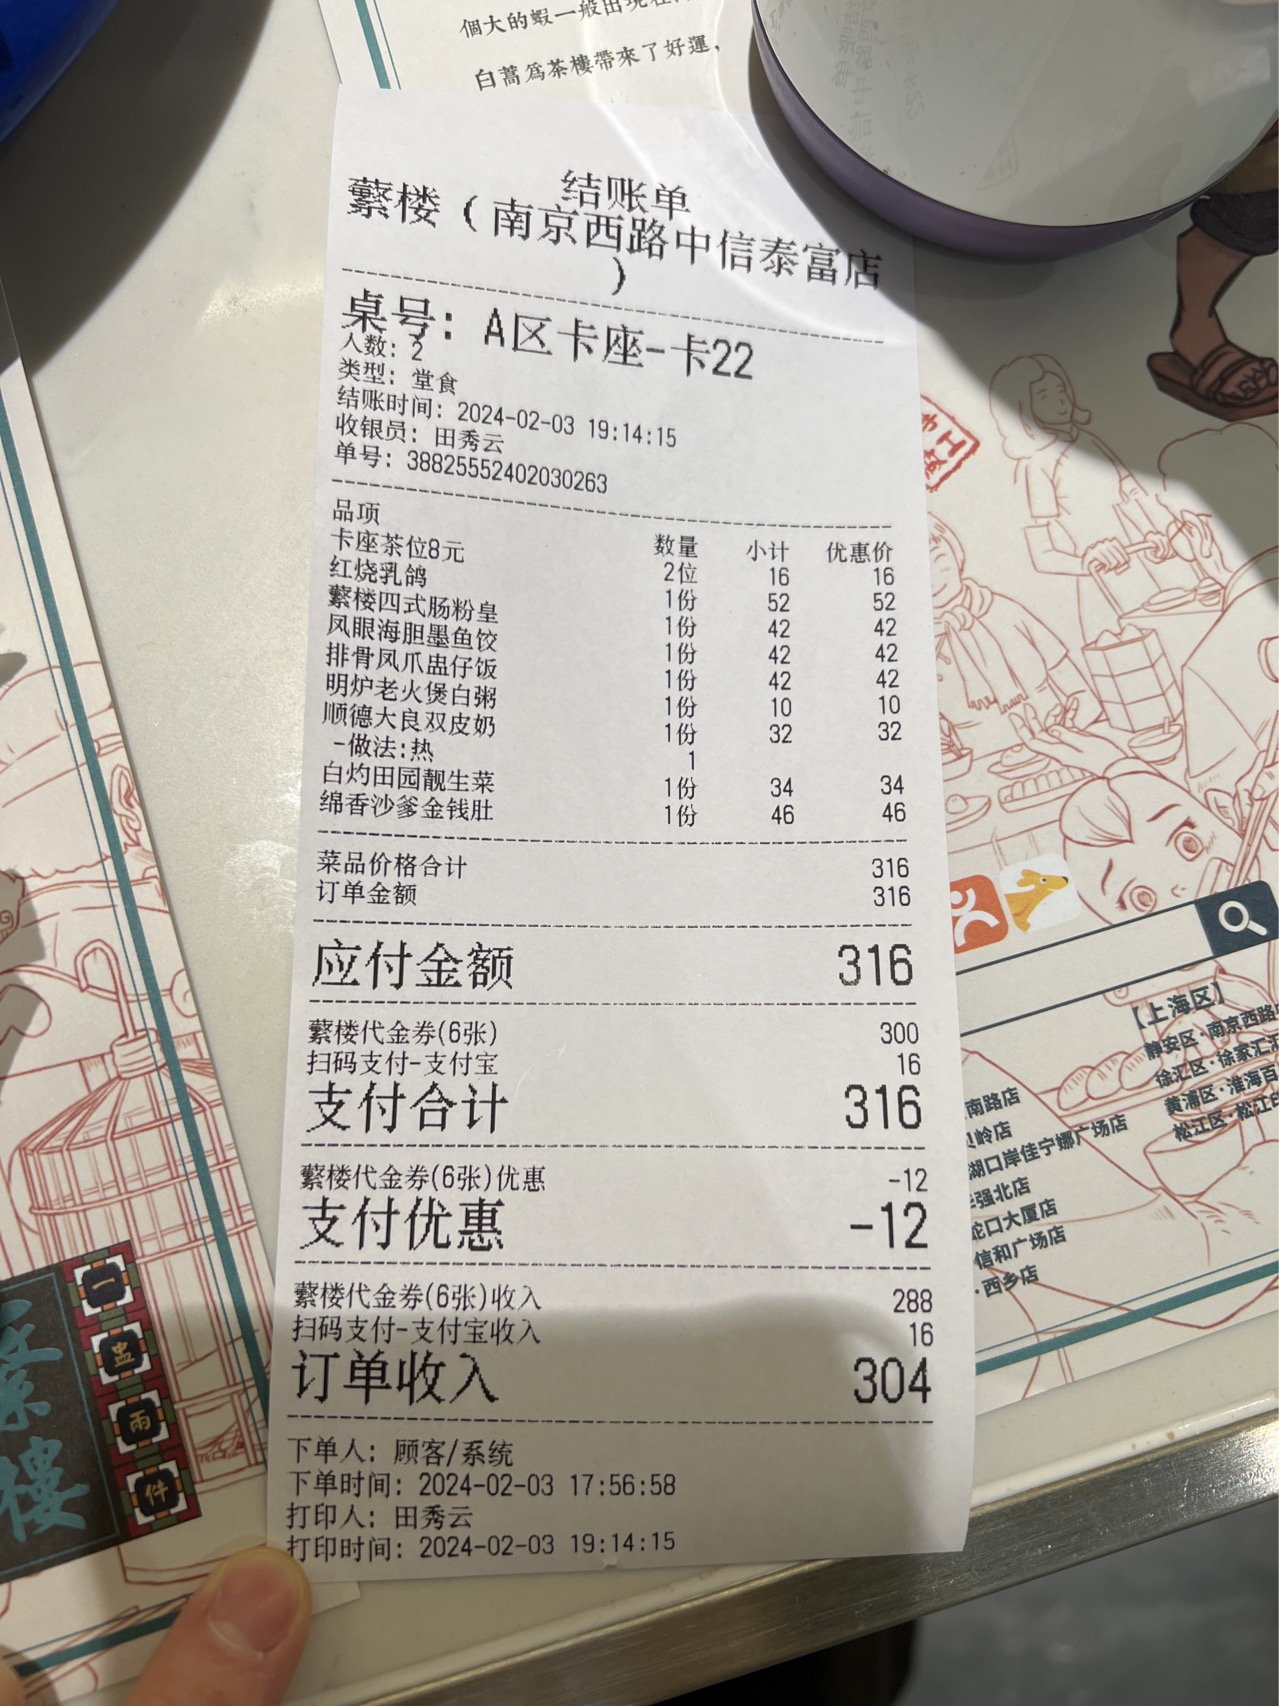 個大的蝦一般出現在
白蒿爲茶樓帶來了好運，
结账单
蘩楼（南京西路中信泰富店
）
桌号：A区卡座-卡22
人数：2
类型：堂食
结账时间：2024-02-03 19:14:15
收银员：田秀云
单号：38825552402030263
品项 数量 小计 优惠价
卡座茶位8元 2位 16 16
红烧乳鸽 1份 52 52
蘩楼四式肠粉皇 1份 42 42
凤眼海胆墨鱼饺 1份 42 42
排骨凤爪盅仔饭 1份 42 42
明炉老火煲白粥 1份 10 10
顺德大良双皮奶 1份 32 32
-做法:热 1
白灼田园靓生菜 1份 34 34
绵香沙爹金钱肚 1份 46 46
菜品价格合计 316
订单金额 316
应付金额 316
蘩楼代金券(6张) 300
扫码支付-支付宝 16
支付合计 316
蘩楼代金券(6张)优惠 -12
支付优惠 -12
蘩楼代金券(6张)收入 288
扫码支付-支付宝收入 16
订单收入 304
下单人：顾客/系统
下单时间：2024-02-03 17:56:58
打印人：田秀云
打印时间：2024-02-03 19:14:15
【上海区】
静安区·南京西路
徐汇区·徐家汇
黄浦区·淮海百
松江区·松江
南路店
岭店
湖口岸佳宁娜广场店
强北店
蛇口大厦店
信和广场店
·西乡店
一盅兩件
樓